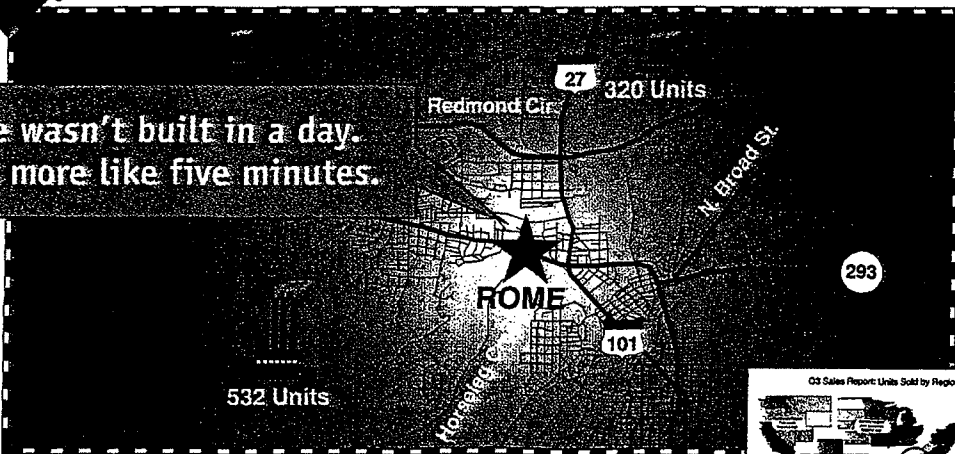 27
320 Units
Redmond Cir
wasn't built in a day.
more like five minutes.
N. Broad St.
293
ROME
101
532 Units
Q3 Sales Report: Units Sold by